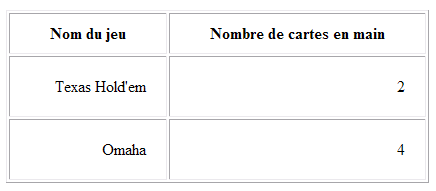 Nom du jeu Nombre de cartes en main
Texas Hold'em 2
Omaha 4